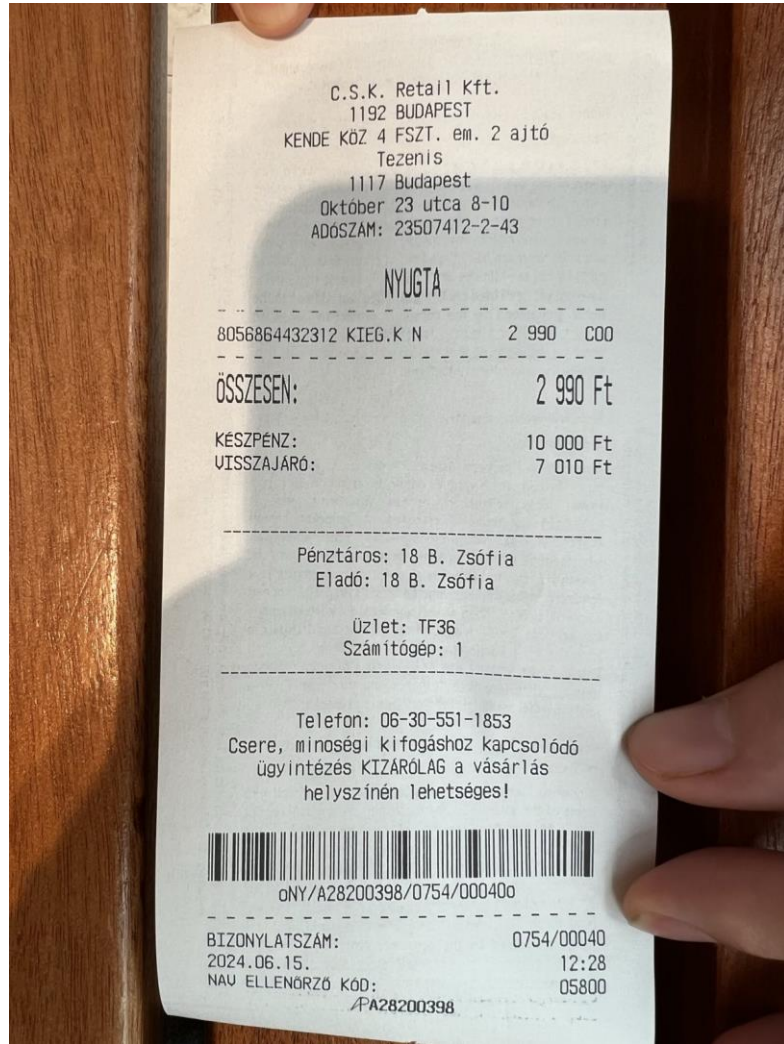 C.S.K. Retail Kft.
1192 BUDAPEST
KENDE KÖZ 4 FSZT. em. 2 ajtó
Tezenis
1117 Budapest
Október 23 utca 8-10
ADÓSZÁM: 23507412-2-43
NYUGTA
8056864432312 KIEG.K N 2 990 C00
ÖSSZESEN: 2 990 Ft
KÉSZPÉNZ: 10 000 Ft
VISSZAJÁRÓ: 7 010 Ft
Pénztáros: 18 B. Zsófia
Eladó: 18 B. Zsófia
üzlet: TF36
Számítógép: 1
Telefon: 06-30-551-1853
Csere, minoségi kifogáshoz kapcsolódó
ügyintézés KIZÁRÓLAG a vásárlás
helyszínén lehetséges!
oNY/A28200398/0754/00040o
BIZONYLATSZÁM: 0754/00040
2024.06.15. 12:28
NAV ELLENŐRZŐ KÓD: 05800
A28200398